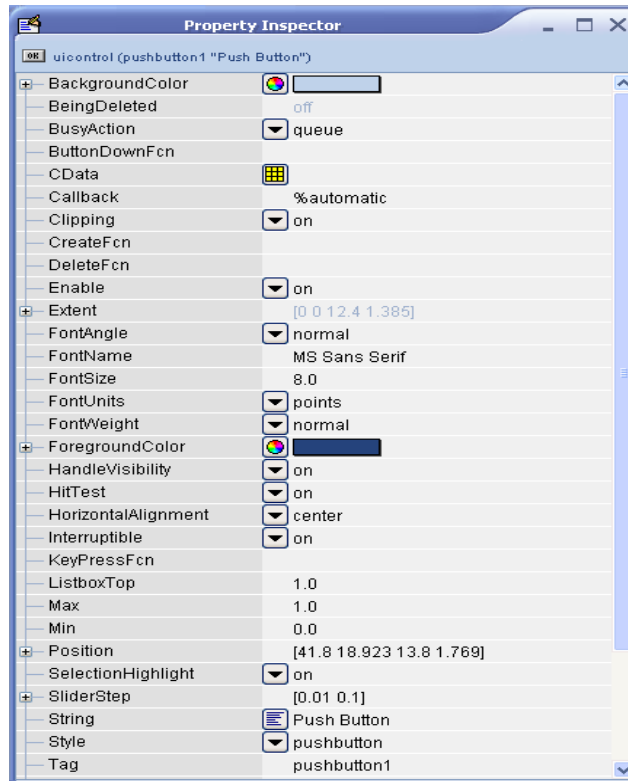 Property Inspector
OK uicontrol (pushbutton1 "Push Button")
BackgroundColor
BeingDeleted off
BusyAction queue
ButtonDownFcn
CData
Callback %automatic
Clipping on
CreateFcn
DeleteFcn
Enable on
Extent [0 0 12.4 1.385]
FontAngle normal
FontName MS Sans Serif
FontSize 8.0
FontUnits points
FontWeight normal
ForegroundColor
HandleVisibility on
HitTest on
HorizontalAlignment center
Interruptible on
KeyPressFcn
ListboxTop 1.0
Max 1.0
Min 0.0
Position [41.8 18.923 13.8 1.769]
SelectionHighlight on
SliderStep [0.01 0.1]
String Push Button
Style pushbutton
Tag pushbutton1